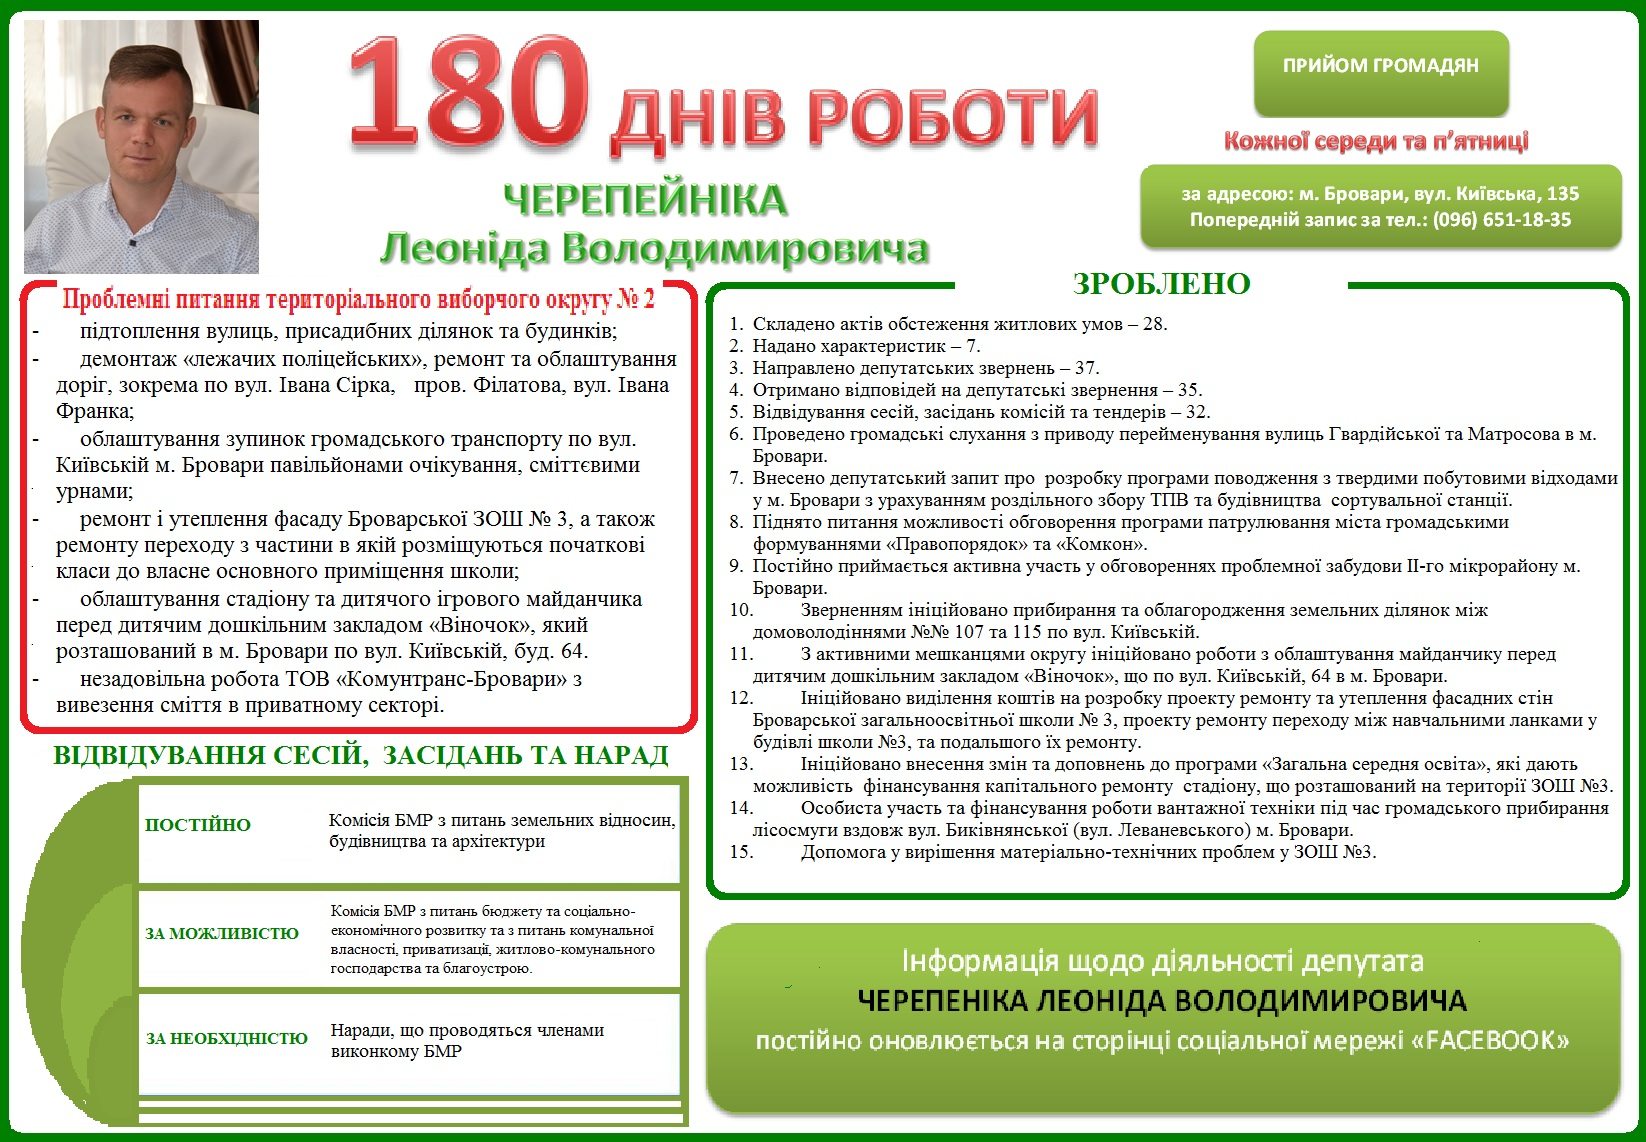 180 ДНІВ РОБОТИ
ЧЕРЕПЕЙНІКА
Леоніда Володимировича
ПРИЙОМ ГРОМАДЯН
Кожної середи та п’ятниці
за адресою: м. Бровари, вул. Київська, 135
Попередній запис за тел.: (096) 651-18-35
Проблемні питання територіального виборчого округу № 2
- підтоплення вулиць, присадибних ділянок та будинків;
- демонтаж «лежачих поліцейських», ремонт та облаштування
доріг, зокрема по вул. Івана Сірка, пров. Філатова, вул. Івана
Франка;
- облаштування зупинок громадського транспорту по вул.
Київській м. Бровари павільйонами очікування, сміттєвими
урнами;
- ремонт і утеплення фасаду Броварської ЗОШ № 3, а також
ремонту переходу з частини в якій розміщуються початкові
класи до власне основного приміщення школи;
- облаштування стадіону та дитячого ігрового майданчика
перед дитячим дошкільним закладом «Віночок», який
розташований в м. Бровари по вул. Київській, буд. 64.
- незадовільна робота ТОВ «Комунтранс-Бровари» з
вивезення сміття в приватному секторі.
ВІДВІДУВАННЯ СЕСІЙ, ЗАСІДАНЬ ТА НАРАД
ПОСТІЙНО
Комісія БМР з питань земельних відносин,
будівництва та архітектури
ЗА МОЖЛИВІСТЮ
Комісія БМР з питань бюджету та соціально-
економічного розвитку та з питань комунальної
власності, приватизації, житлово-комунального
господарства та благоустрою.
ЗА НЕОБХІДНІСТЮ
Наради, що проводяться членами
виконкому БМР
ЗРОБЛЕНО
1. Складено актів обстеження житлових умов – 28.
2. Надано характеристик – 7.
3. Направлено депутатських звернень – 37.
4. Отримано відповідей на депутатські звернення – 35.
5. Відвідування сесій, засідань комісій та тендерів – 32.
6. Проведено громадські слухання з приводу перейменування вулиць Гвардійської та Матросова в м.
Бровари.
7. Внесено депутатський запит про розробку програми поводження з твердими побутовими відходами
у м. Бровари з урахуванням роздільного збору ТПВ та будівництва сортувальної станції.
8. Піднято питання можливості обговорення програми патрулювання міста громадськими
формуваннями «Правопорядок» та «Комкон».
9. Постійно приймається активна участь у обговореннях проблемної забудови ІІ-го мікрорайону м.
Бровари.
10. Зверненням ініційовано прибирання та облагородження земельних ділянок між
домоволодіннями №№ 107 та 115 по вул. Київській.
11. З активними мешканцями округу ініційовано роботи з облаштування майданчику перед
дитячим дошкільним закладом «Віночок», що по вул. Київській, 64 в м. Бровари.
12. Ініційовано виділення коштів на розробку проекту ремонту та утеплення фасадних стін
Броварської загальноосвітньої школи № 3, проекту ремонту переходу між навчальними ланками у
будівлі школи №3, та подальшого їх ремонту.
13. Ініційовано внесення змін та доповнень до програми «Загальна середня освіта», які дають
можливість фінансування капітального ремонту стадіону, що розташований на території ЗОШ №3.
14. Особиста участь та фінансування роботи вантажної техніки під час громадського прибирання
лісосмуги вздовж вул. Биківнянської (вул. Леваневського) м. Бровари.
15. Допомога у вирішення матеріально-технічних проблем у ЗОШ №3.
Інформація щодо діяльності депутата
ЧЕРЕПЕНІКА ЛЕОНІДА ВОЛОДИМИРОВИЧА
постійно оновлюється на сторінці соціальної мережі «FACEBOOK»